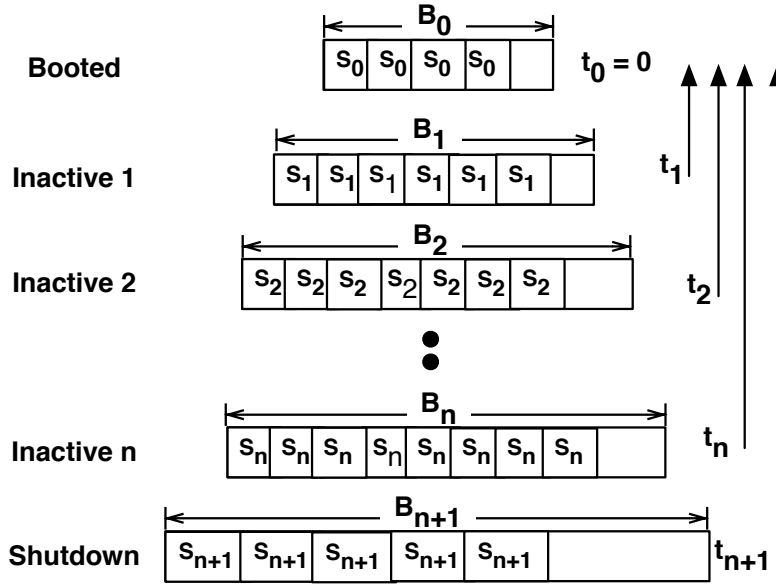 B0
Booted S0 S0 S0 S0 t0 = 0
B1
Inactive 1 S1 S1 S1 S1 S1 S1 t1
B2
Inactive 2 S2 S2 S2 S2 S2 S2 S2 t2
Bn
Inactive n Sn Sn Sn Sn Sn Sn Sn Sn tn
Bn+1
Shutdown Sn+1 Sn+1 Sn+1 Sn+1 Sn+1 tn+1